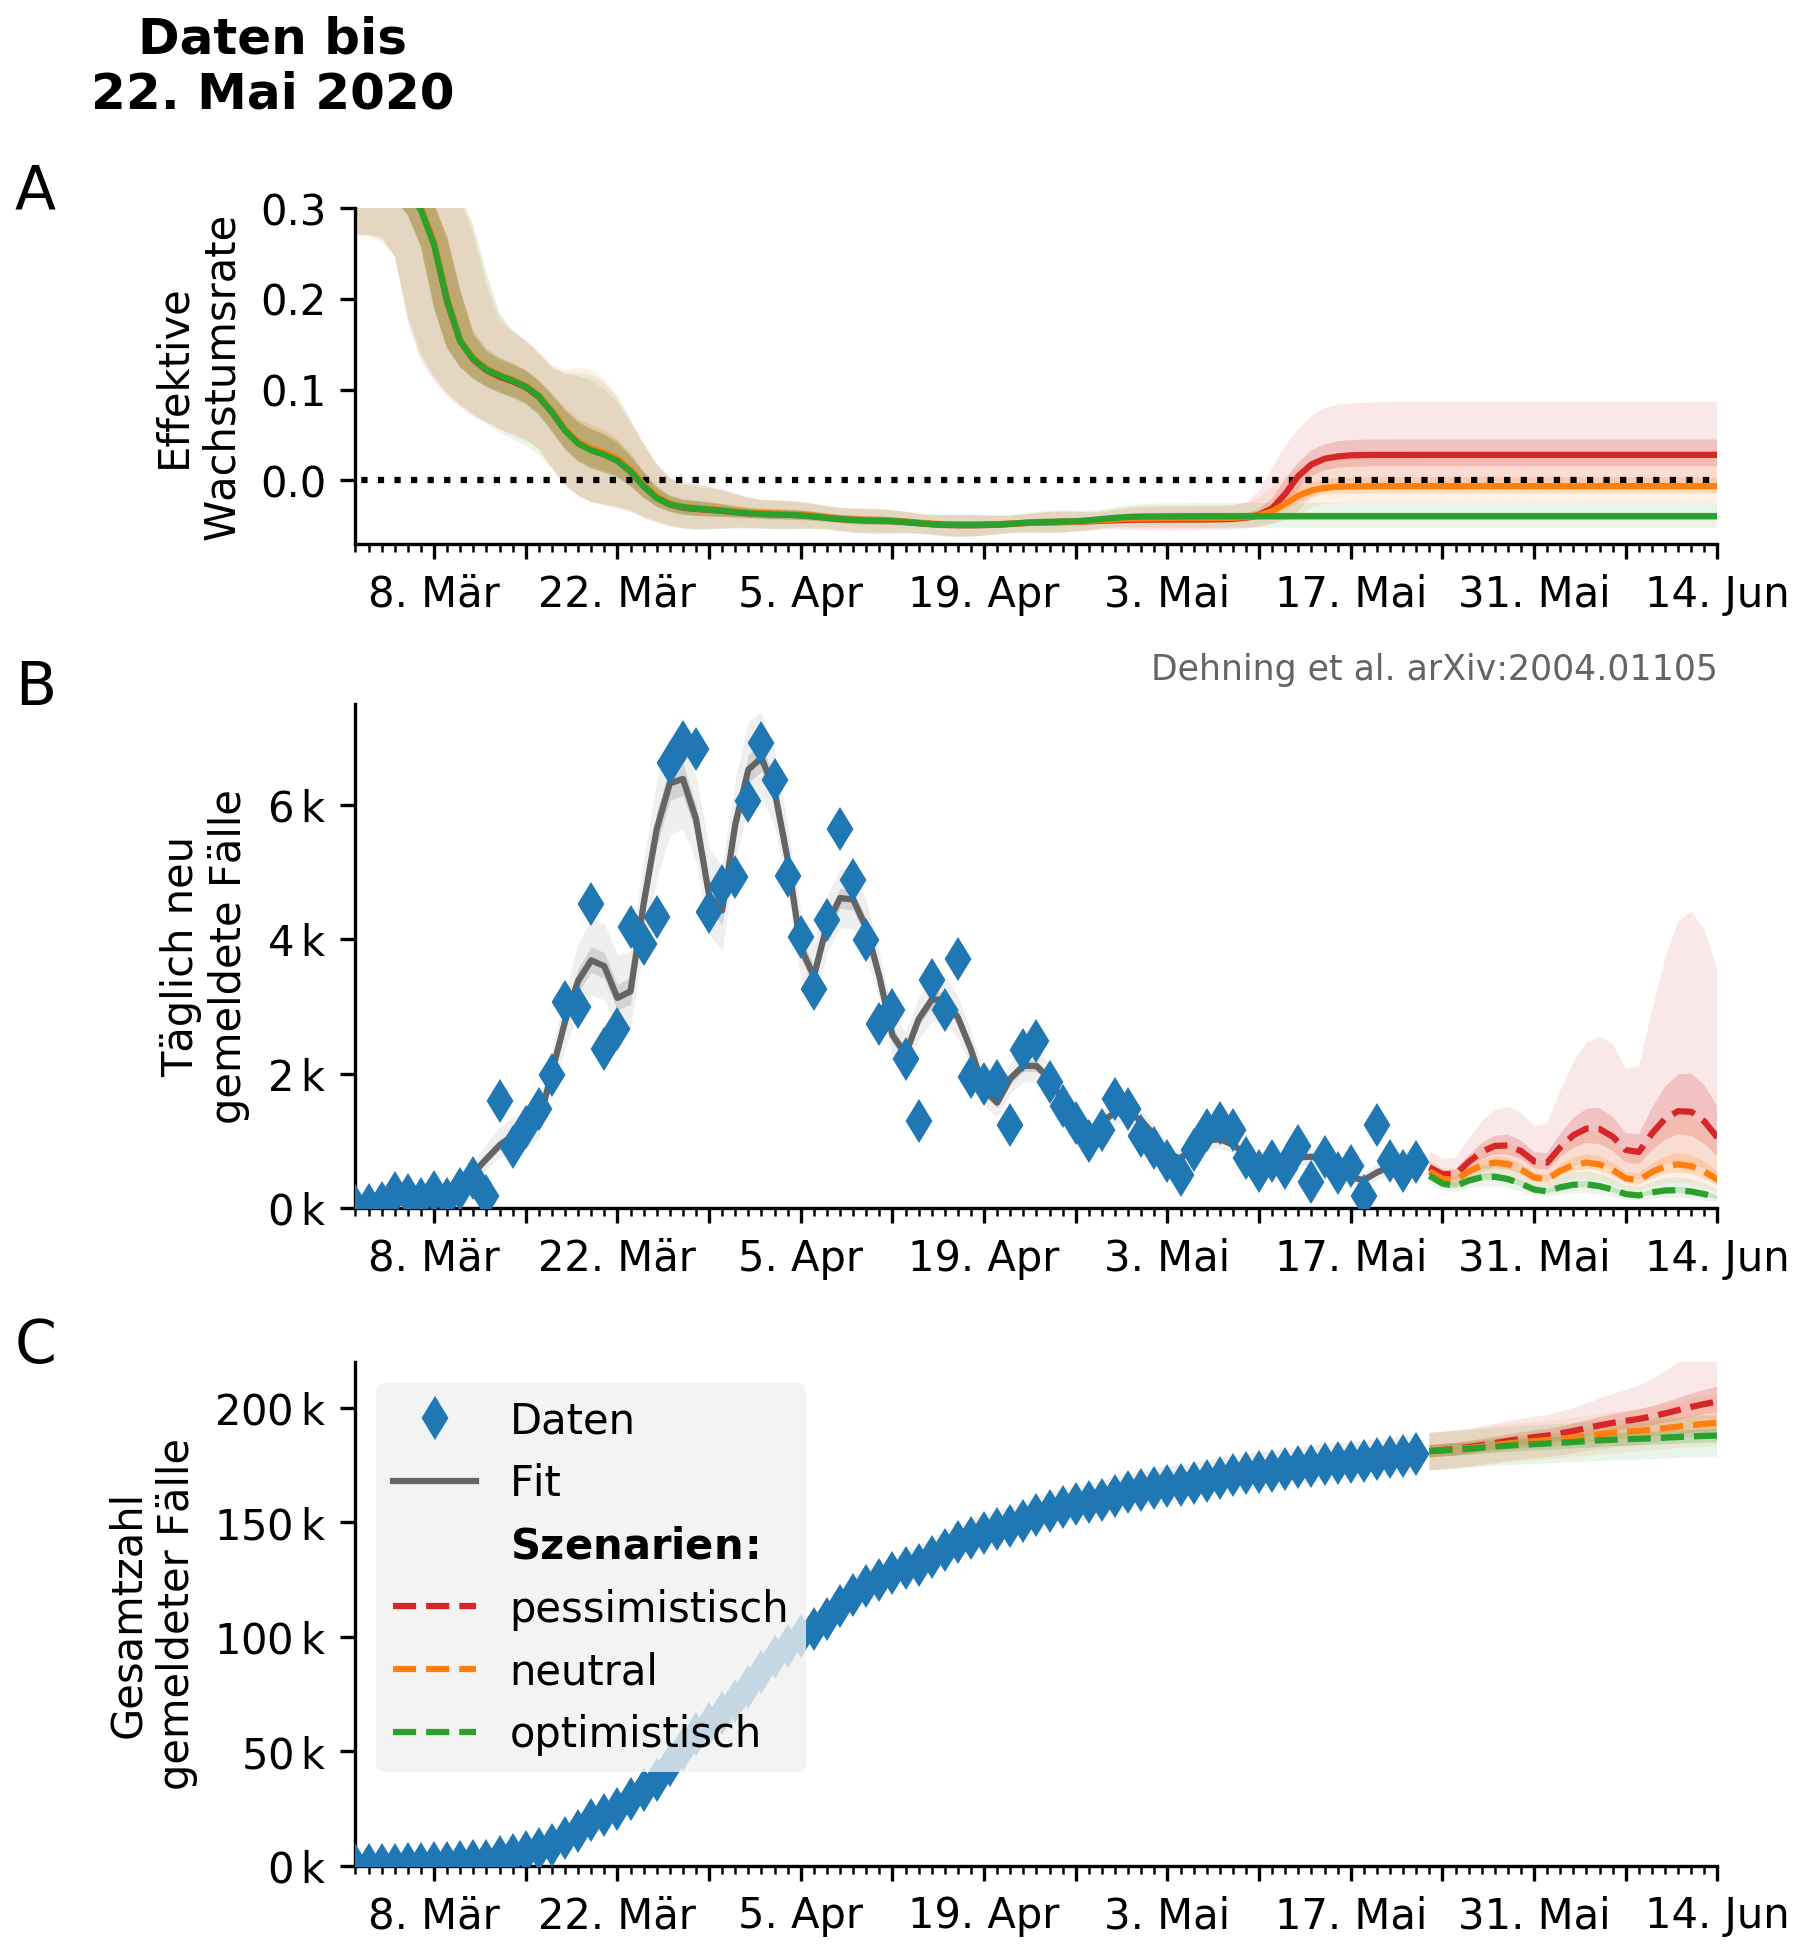 Daten bis
22. Mai 2020
A
Effektive
Wachstumsrate
0.3
0.2
0.1
0.0
8. Mär 22. Mär 5. Apr 19. Apr 3. Mai 17. Mai 31. Mai 14. Jun
Dehning et al. arXiv:2004.01105
B
Täglich neu
gemeldete Fälle
6 k
4 k
2 k
0 k
8. Mär 22. Mär 5. Apr 19. Apr 3. Mai 17. Mai 31. Mai 14. Jun
C
Gesamtzahl
gemeldeter Fälle
200 k
150 k
100 k
50 k
0 k
Daten
Fit
Szenarien:
pessimistisch
neutral
optimistisch
8. Mär 22. Mär 5. Apr 19. Apr 3. Mai 17. Mai 31. Mai 14. Jun